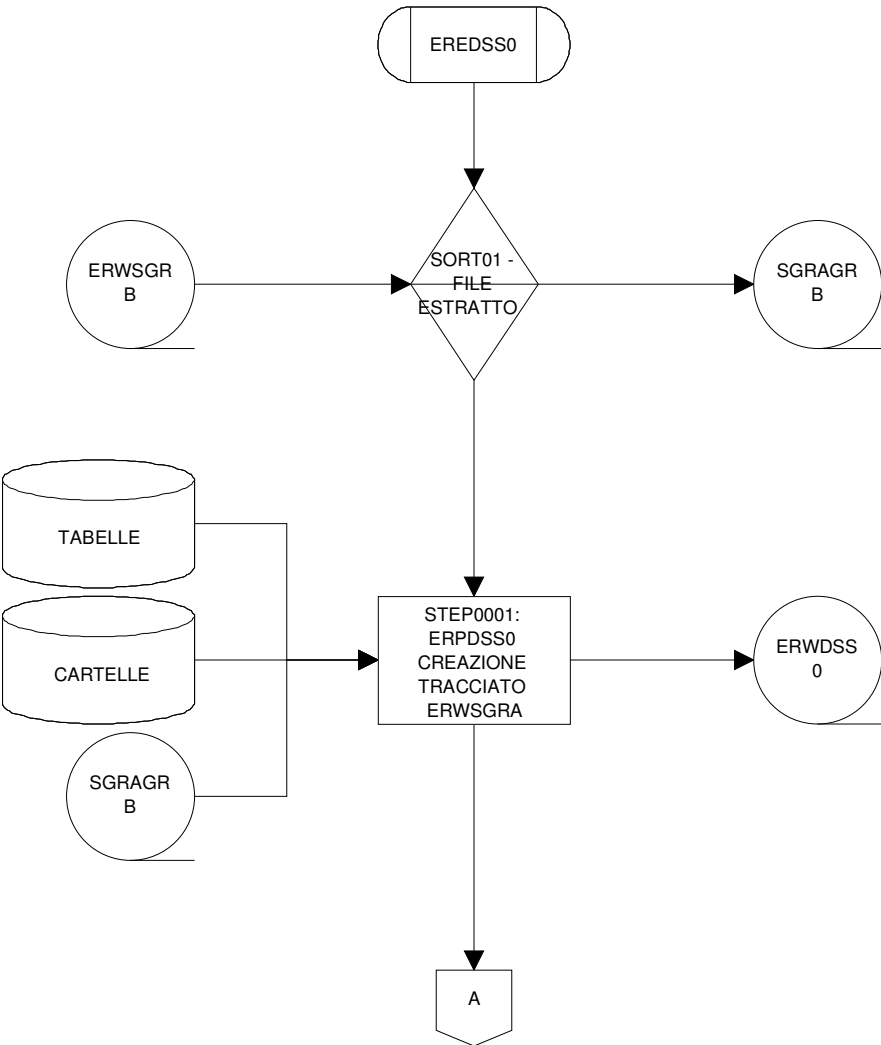 EREDSS0
ERWSGR
B
SORT01 -
FILE
ESTRATTO
SGRAGR
B
TABELLE
CARTELLE
SGRAGR
B
STEP0001:
ERPDSS0
CREAZIONE
TRACCIATO
ERWSGRA
ERWDSS
0
A